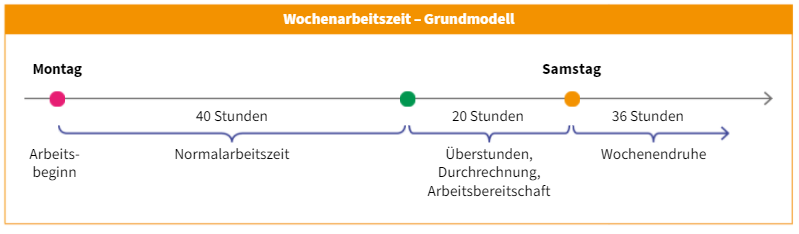 Wochenarbeitszeit – Grundmodell
Montag
Samstag
40 Stunden
20 Stunden
36 Stunden
Arbeits-
beginn
Normalarbeitszeit
Überstunden,
Durchrechnung,
Arbeitsbereitschaft
Wochenendruhe